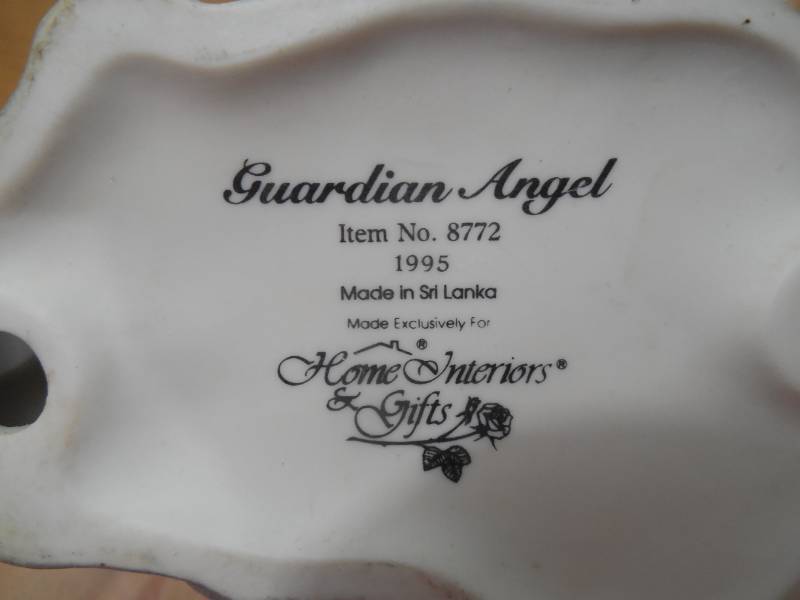 Guardian Angel
Item No. 8772
1995
Made in Sri Lanka
Made Exclusively For
Home Interiors®
& Gifts